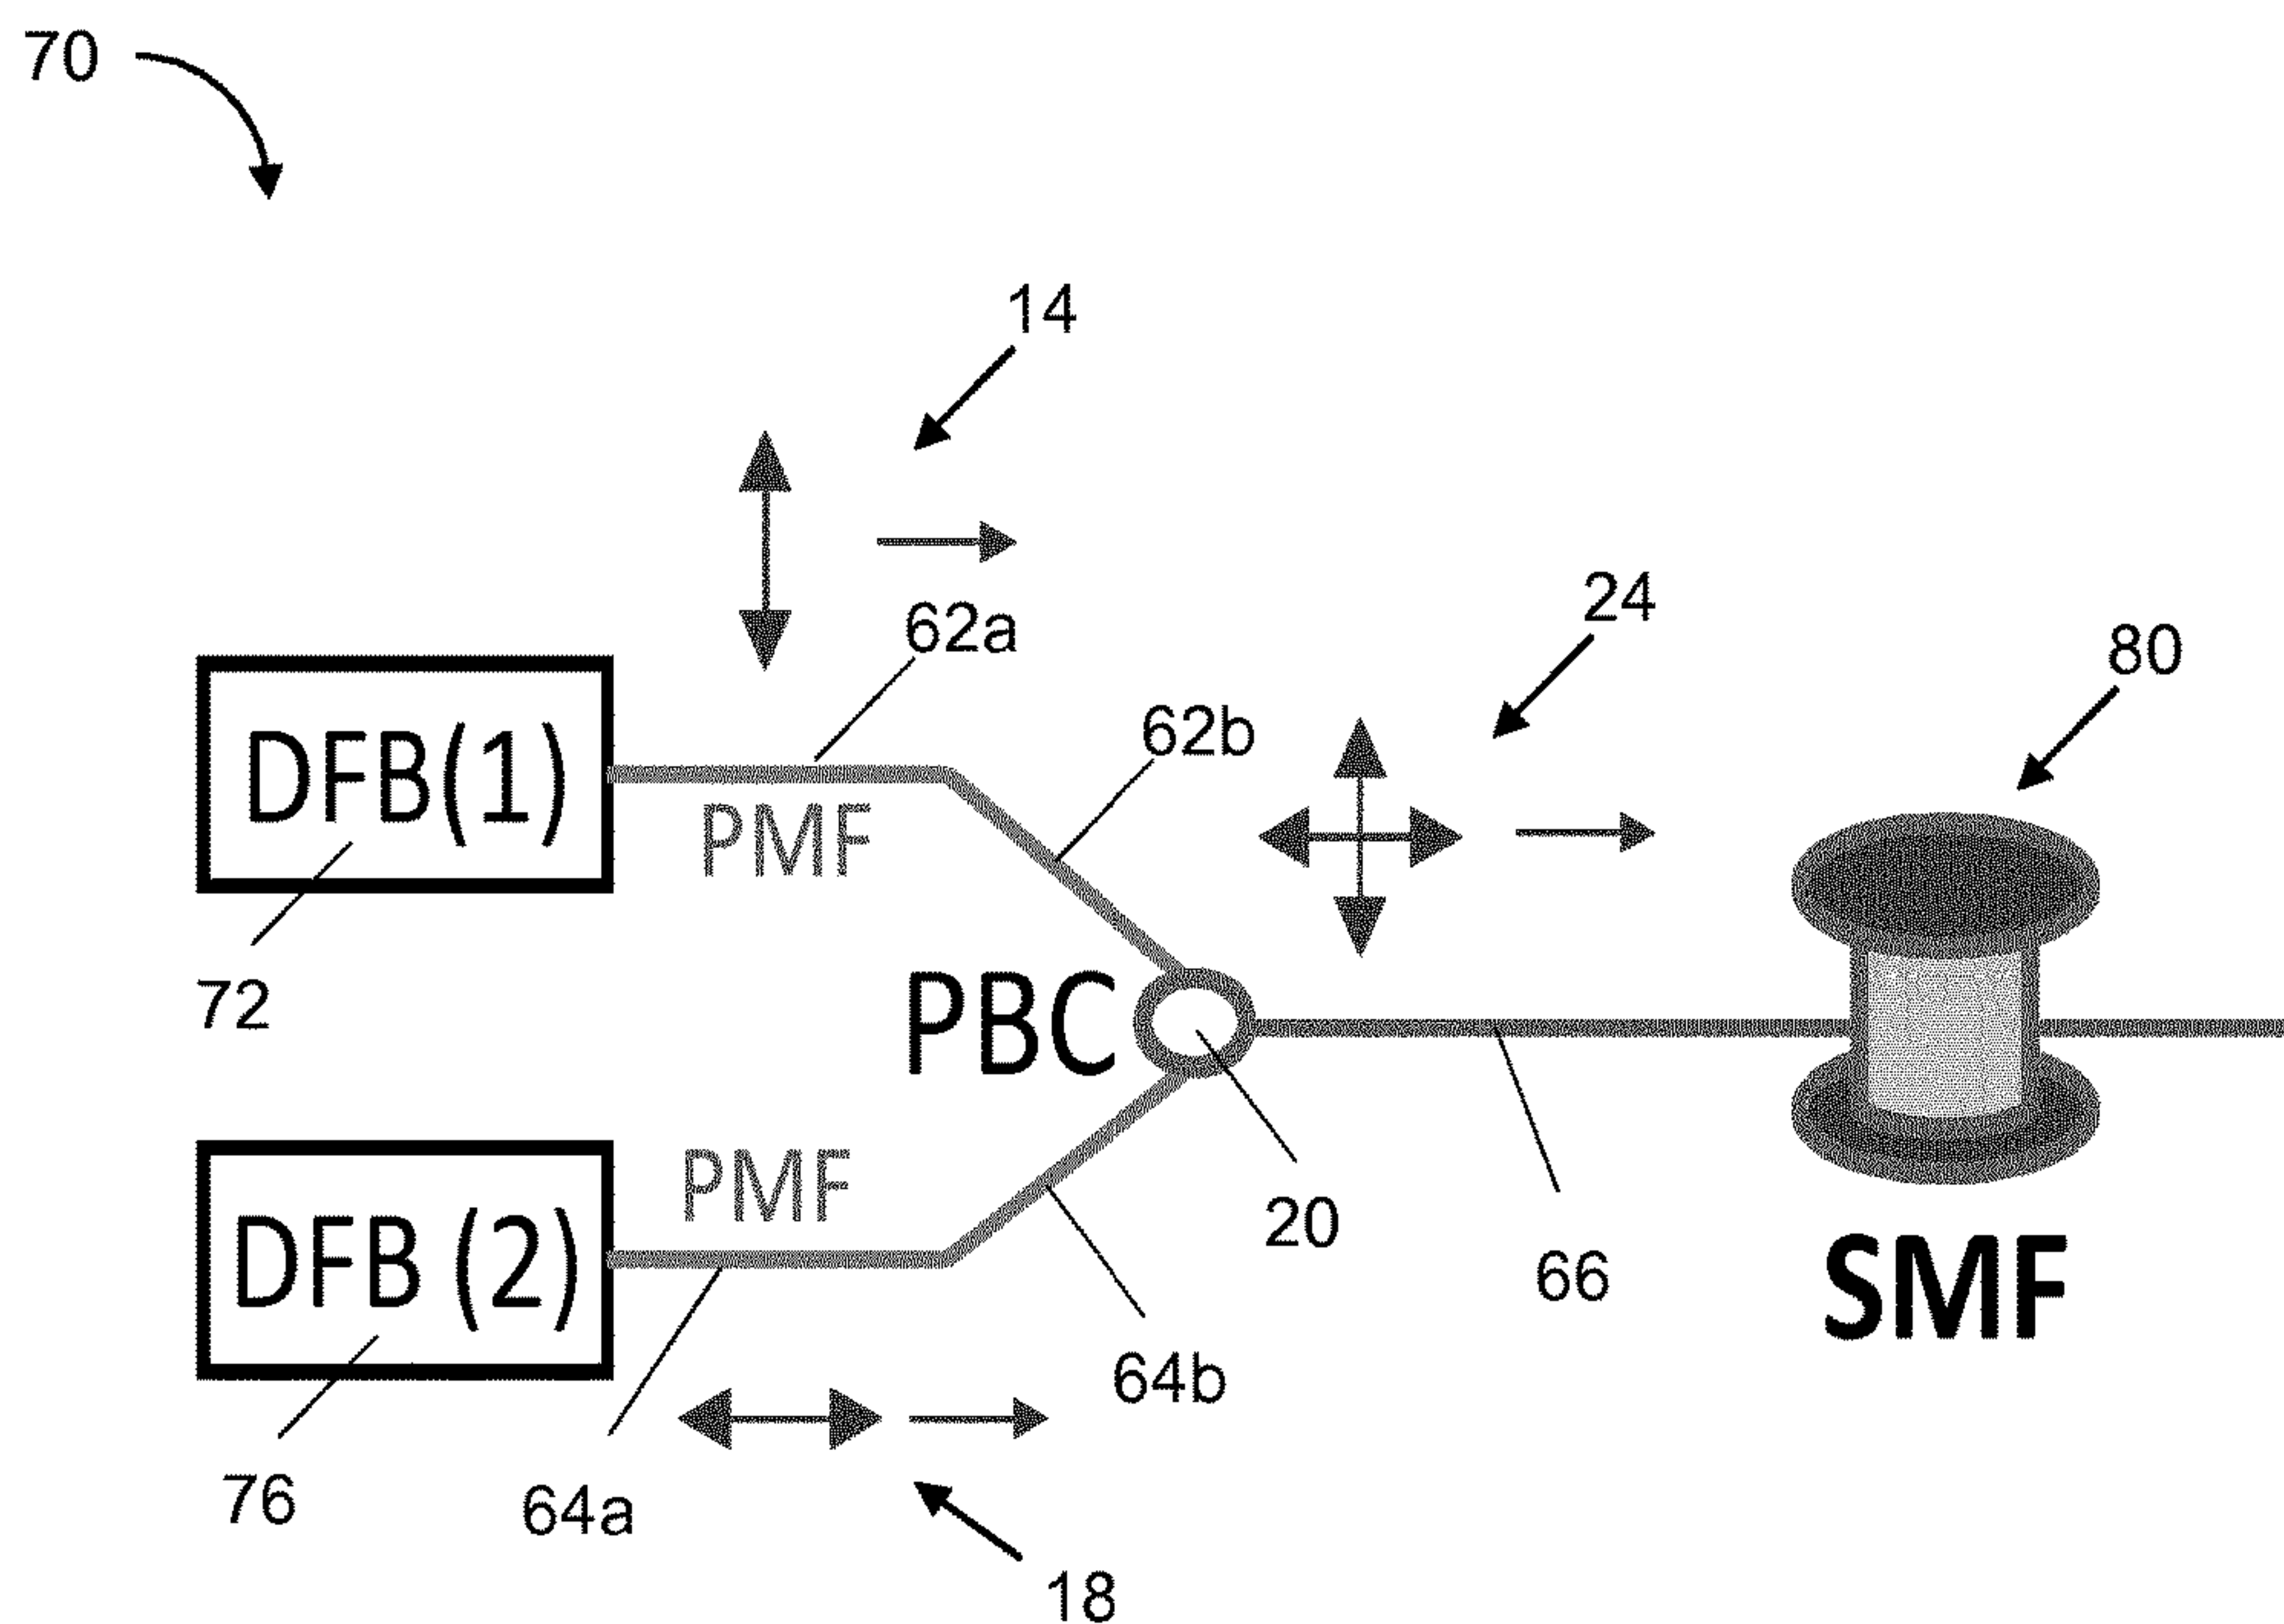 70
14
62a
24
80
62b
DFB(1)
PMF
72
PBC
PMF
20
DFB (2)
66
SMF
64b
76
64a
18